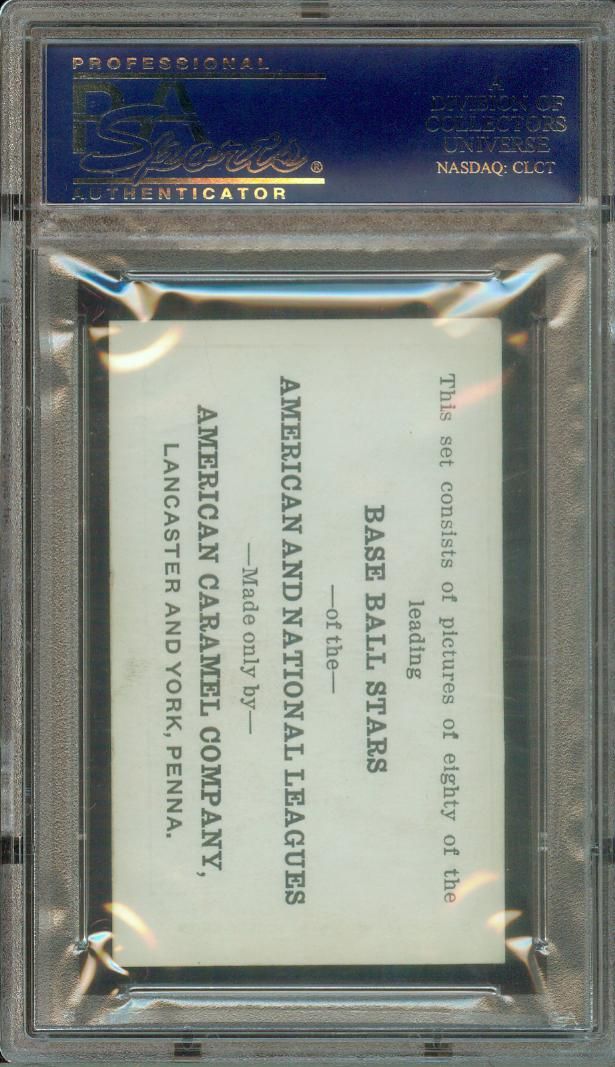 PROFESSIONAL
PSA
Sports®
AUTHENTICATOR
A
DIVISION OF
COLLECTORS
UNIVERSE
NASDAQ: CLCT
This set consists of pictures of eighty of the
leading
BASE BALL STARS
—of the—
AMERICAN AND NATIONAL LEAGUES
—Made only by—
AMERICAN CARAMEL COMPANY,
LANCASTER AND YORK, PENNA.